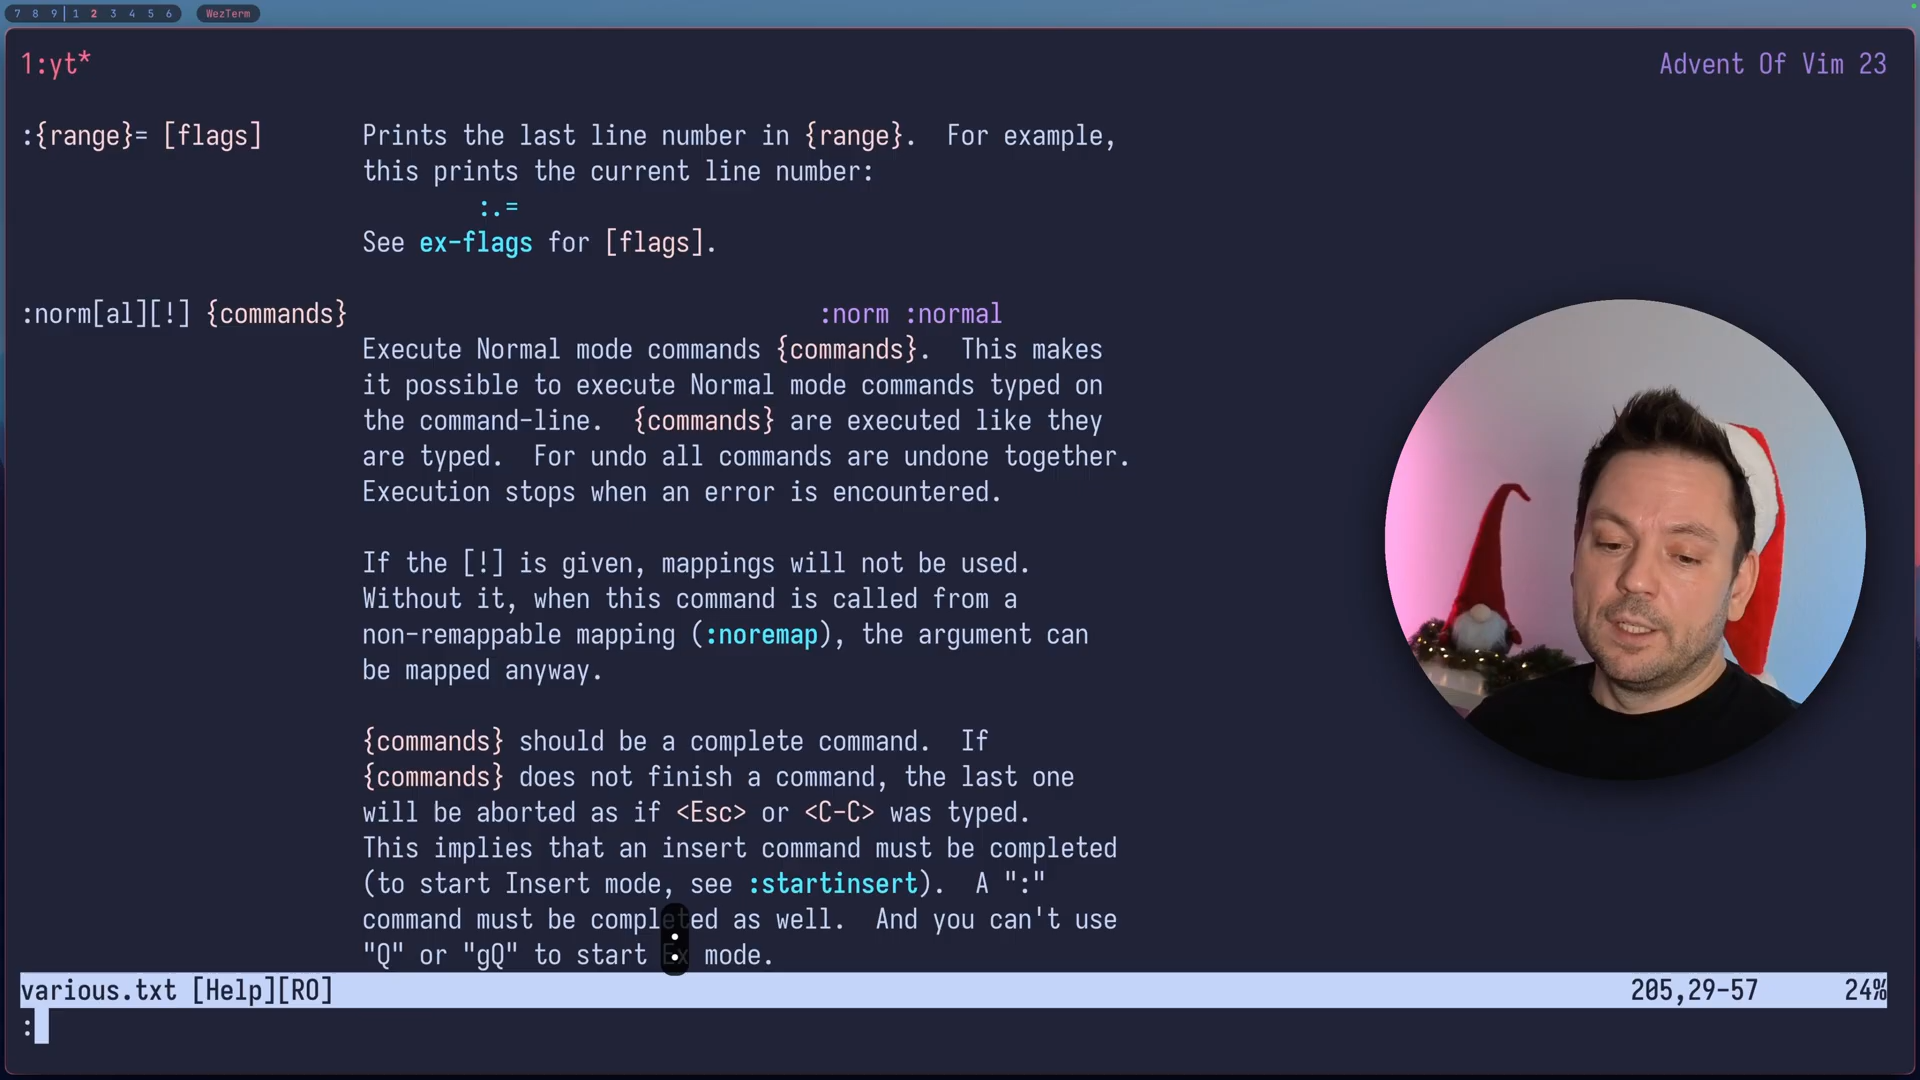 7 8 9 | 1 2 3 4 5 6 WezTerm
1:yt* Advent Of Vim 23
:{range}= [flags] Prints the last line number in {range}. For example,
this prints the current line number:
:.=
See ex-flags for [flags].
:norm[al][!] {commands} :norm :normal
Execute Normal mode commands {commands}. This makes
it possible to execute Normal mode commands typed on
the command-line. {commands} are executed like they
are typed. For undo all commands are undone together.
Execution stops when an error is encountered.
If the [!] is given, mappings will not be used.
Without it, when this command is called from a
non-remappable mapping (:noremap), the argument can
be mapped anyway.
{commands} should be a complete command. If
{commands} does not finish a command, the last one
will be aborted as if <Esc> or <C-C> was typed.
This implies that an insert command must be completed
(to start Insert mode, see :startinsert). A ":"
command must be completed as well. And you can't use
"Q" or "gQ" to start Ex mode.
:
various.txt [Help][RO] 205,29-57 24%
: